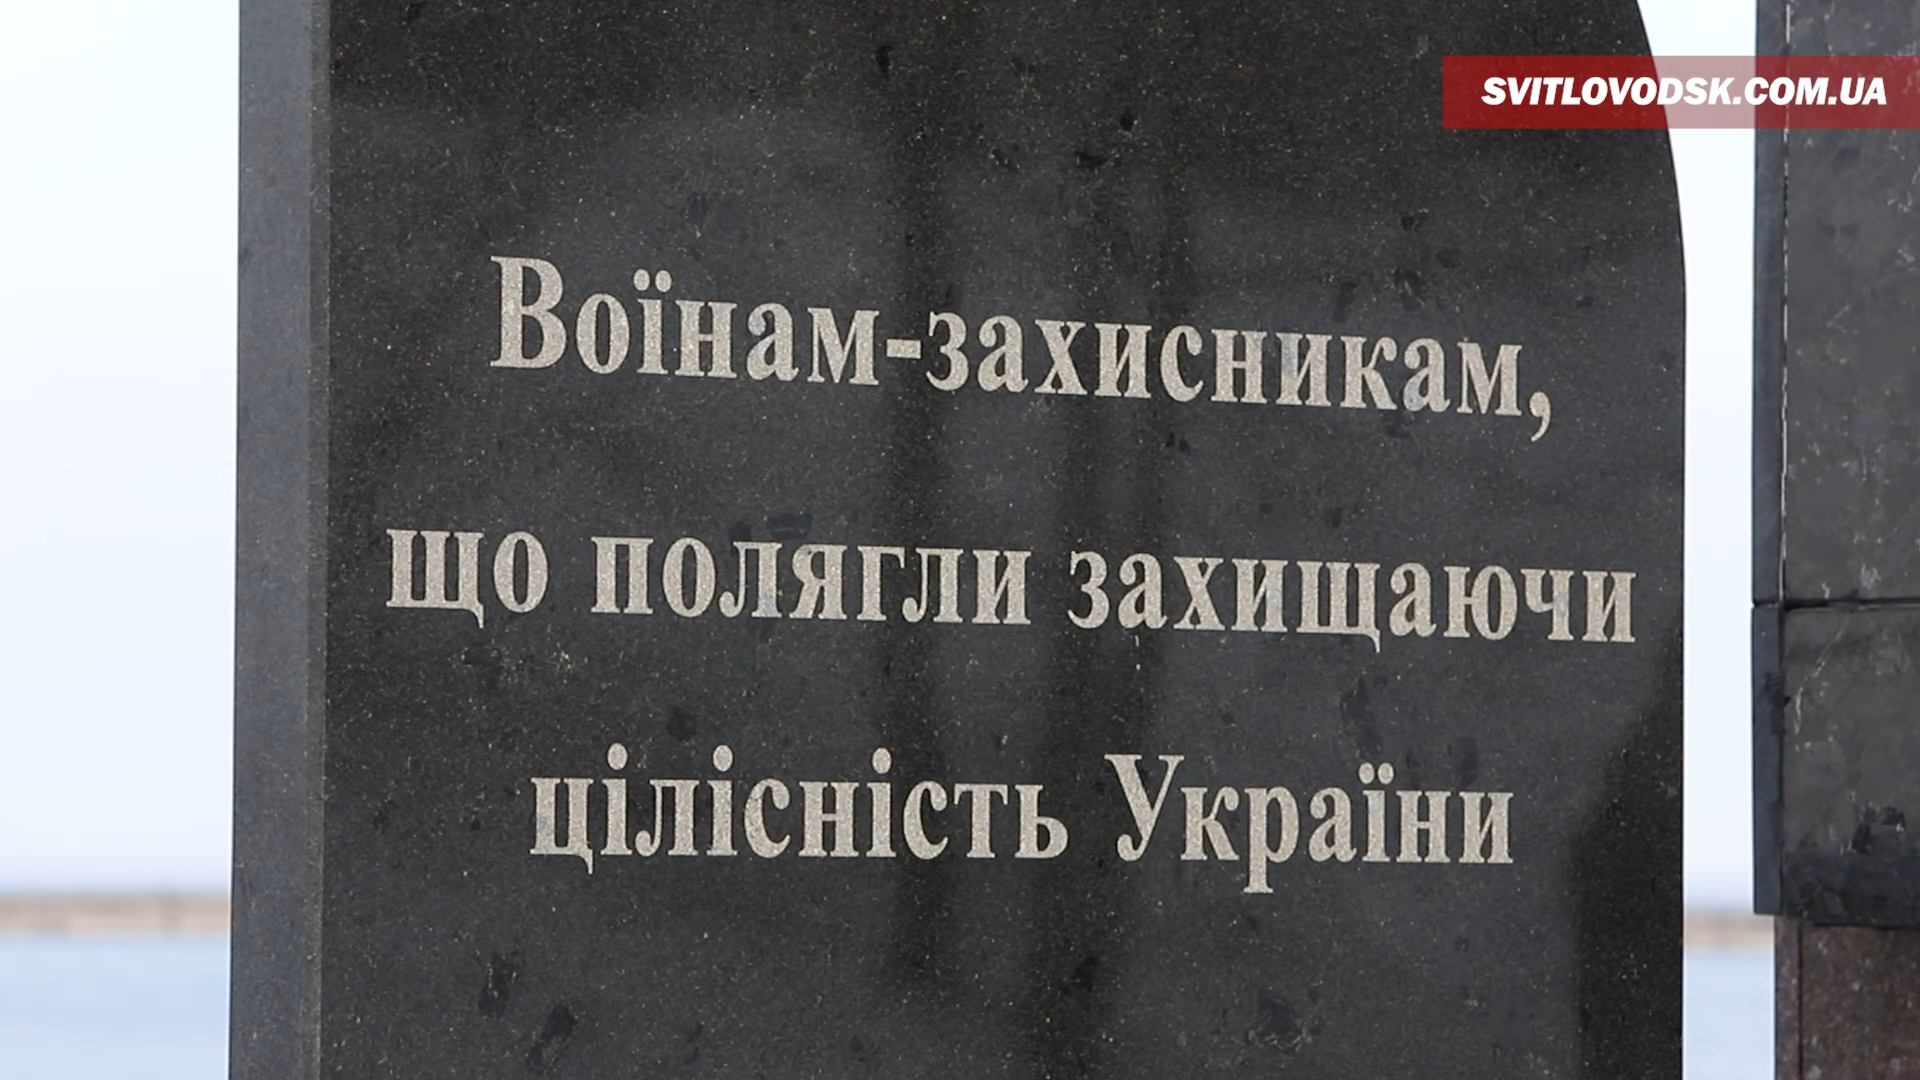 SVITLOVODSK.COM.UA
Воїнам-захисникам,
що полягли захищаючи
цілісність України